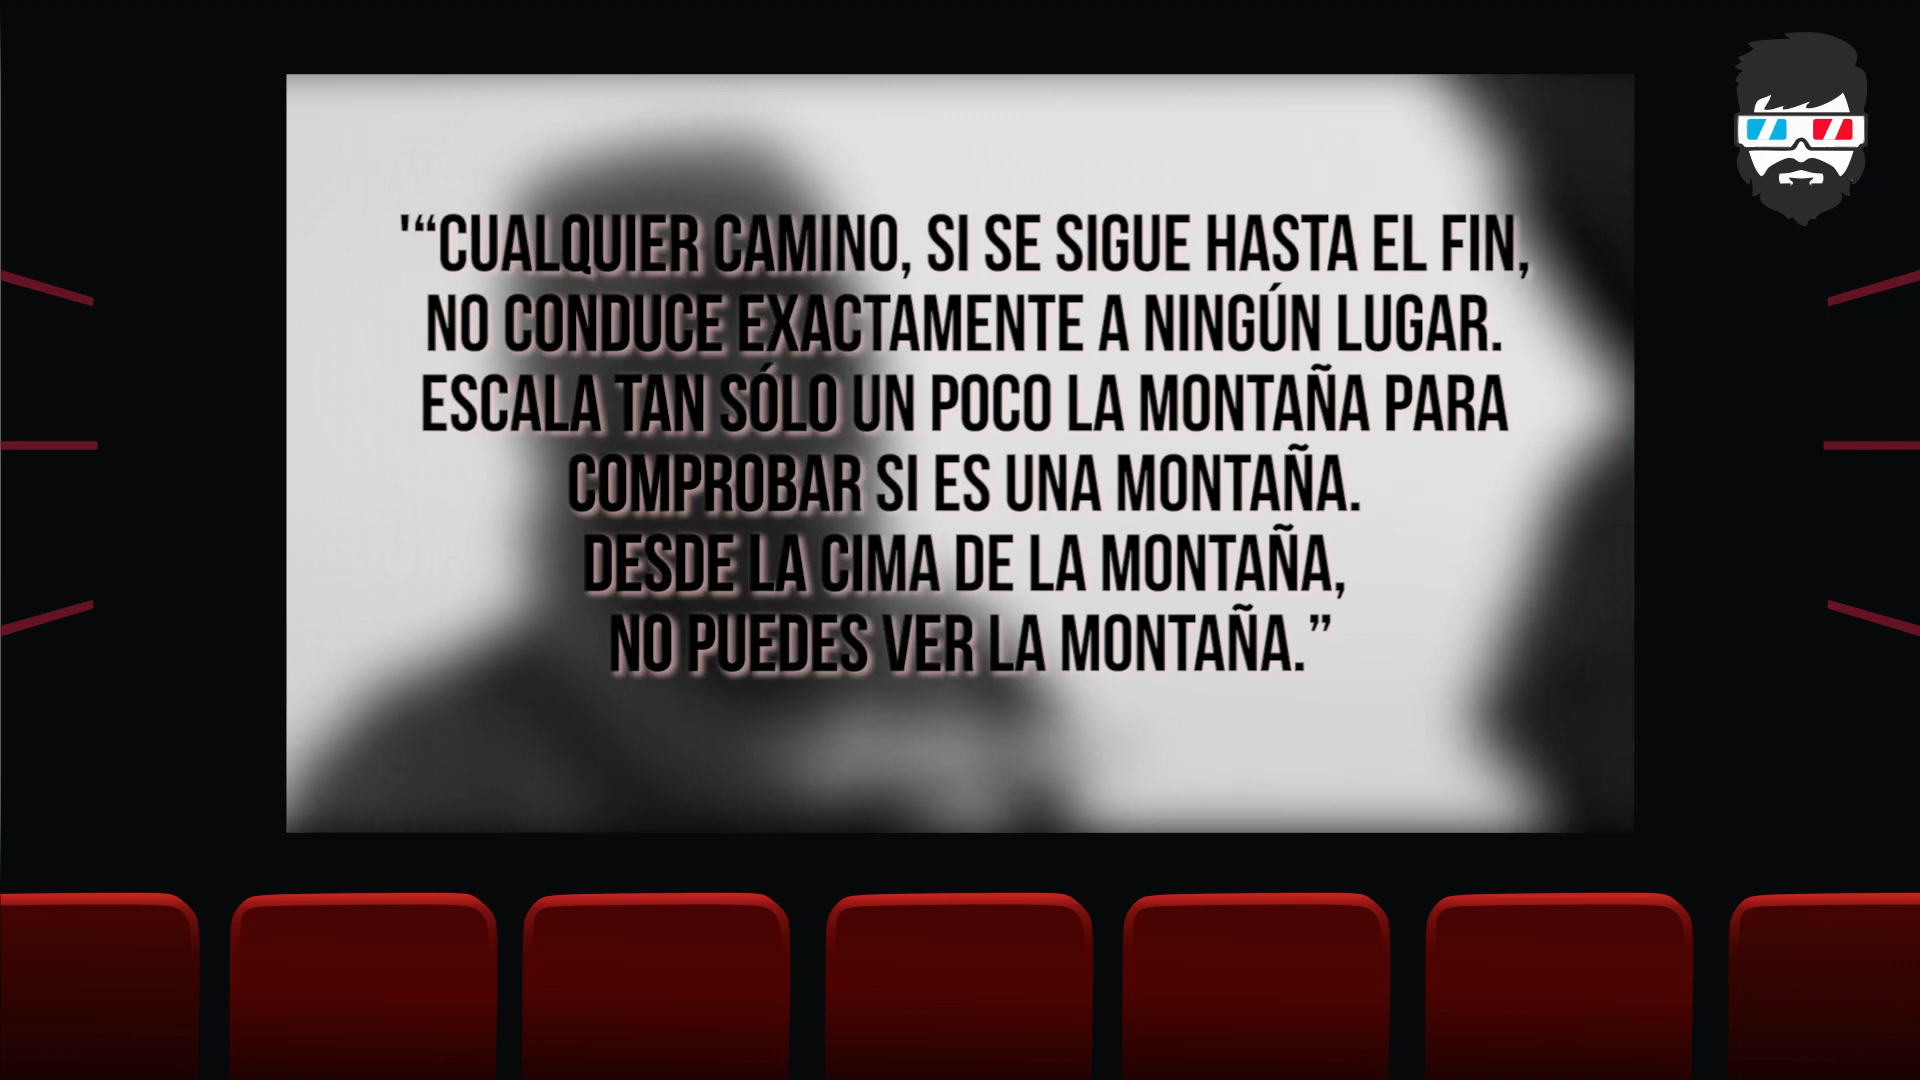 '“CUALQUIER CAMINO, SI SE SIGUE HASTA EL FIN,
NO CONDUCE EXACTAMENTE A NINGÚN LUGAR.
ESCALA TAN SÓLO UN POCO LA MONTAÑA PARA
COMPROBAR SI ES UNA MONTAÑA.
DESDE LA CIMA DE LA MONTAÑA,
NO PUEDES VER LA MONTAÑA.”